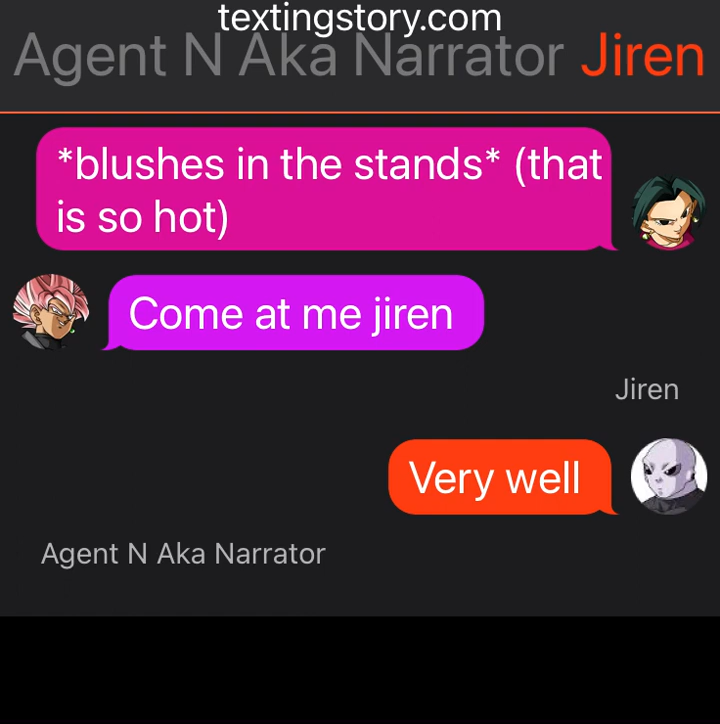 textingstory.com
Agent N Aka Narrator Jiren
*blushes in the stands* (that
is so hot)
Come at me jiren
Jiren
Very well
Agent N Aka Narrator